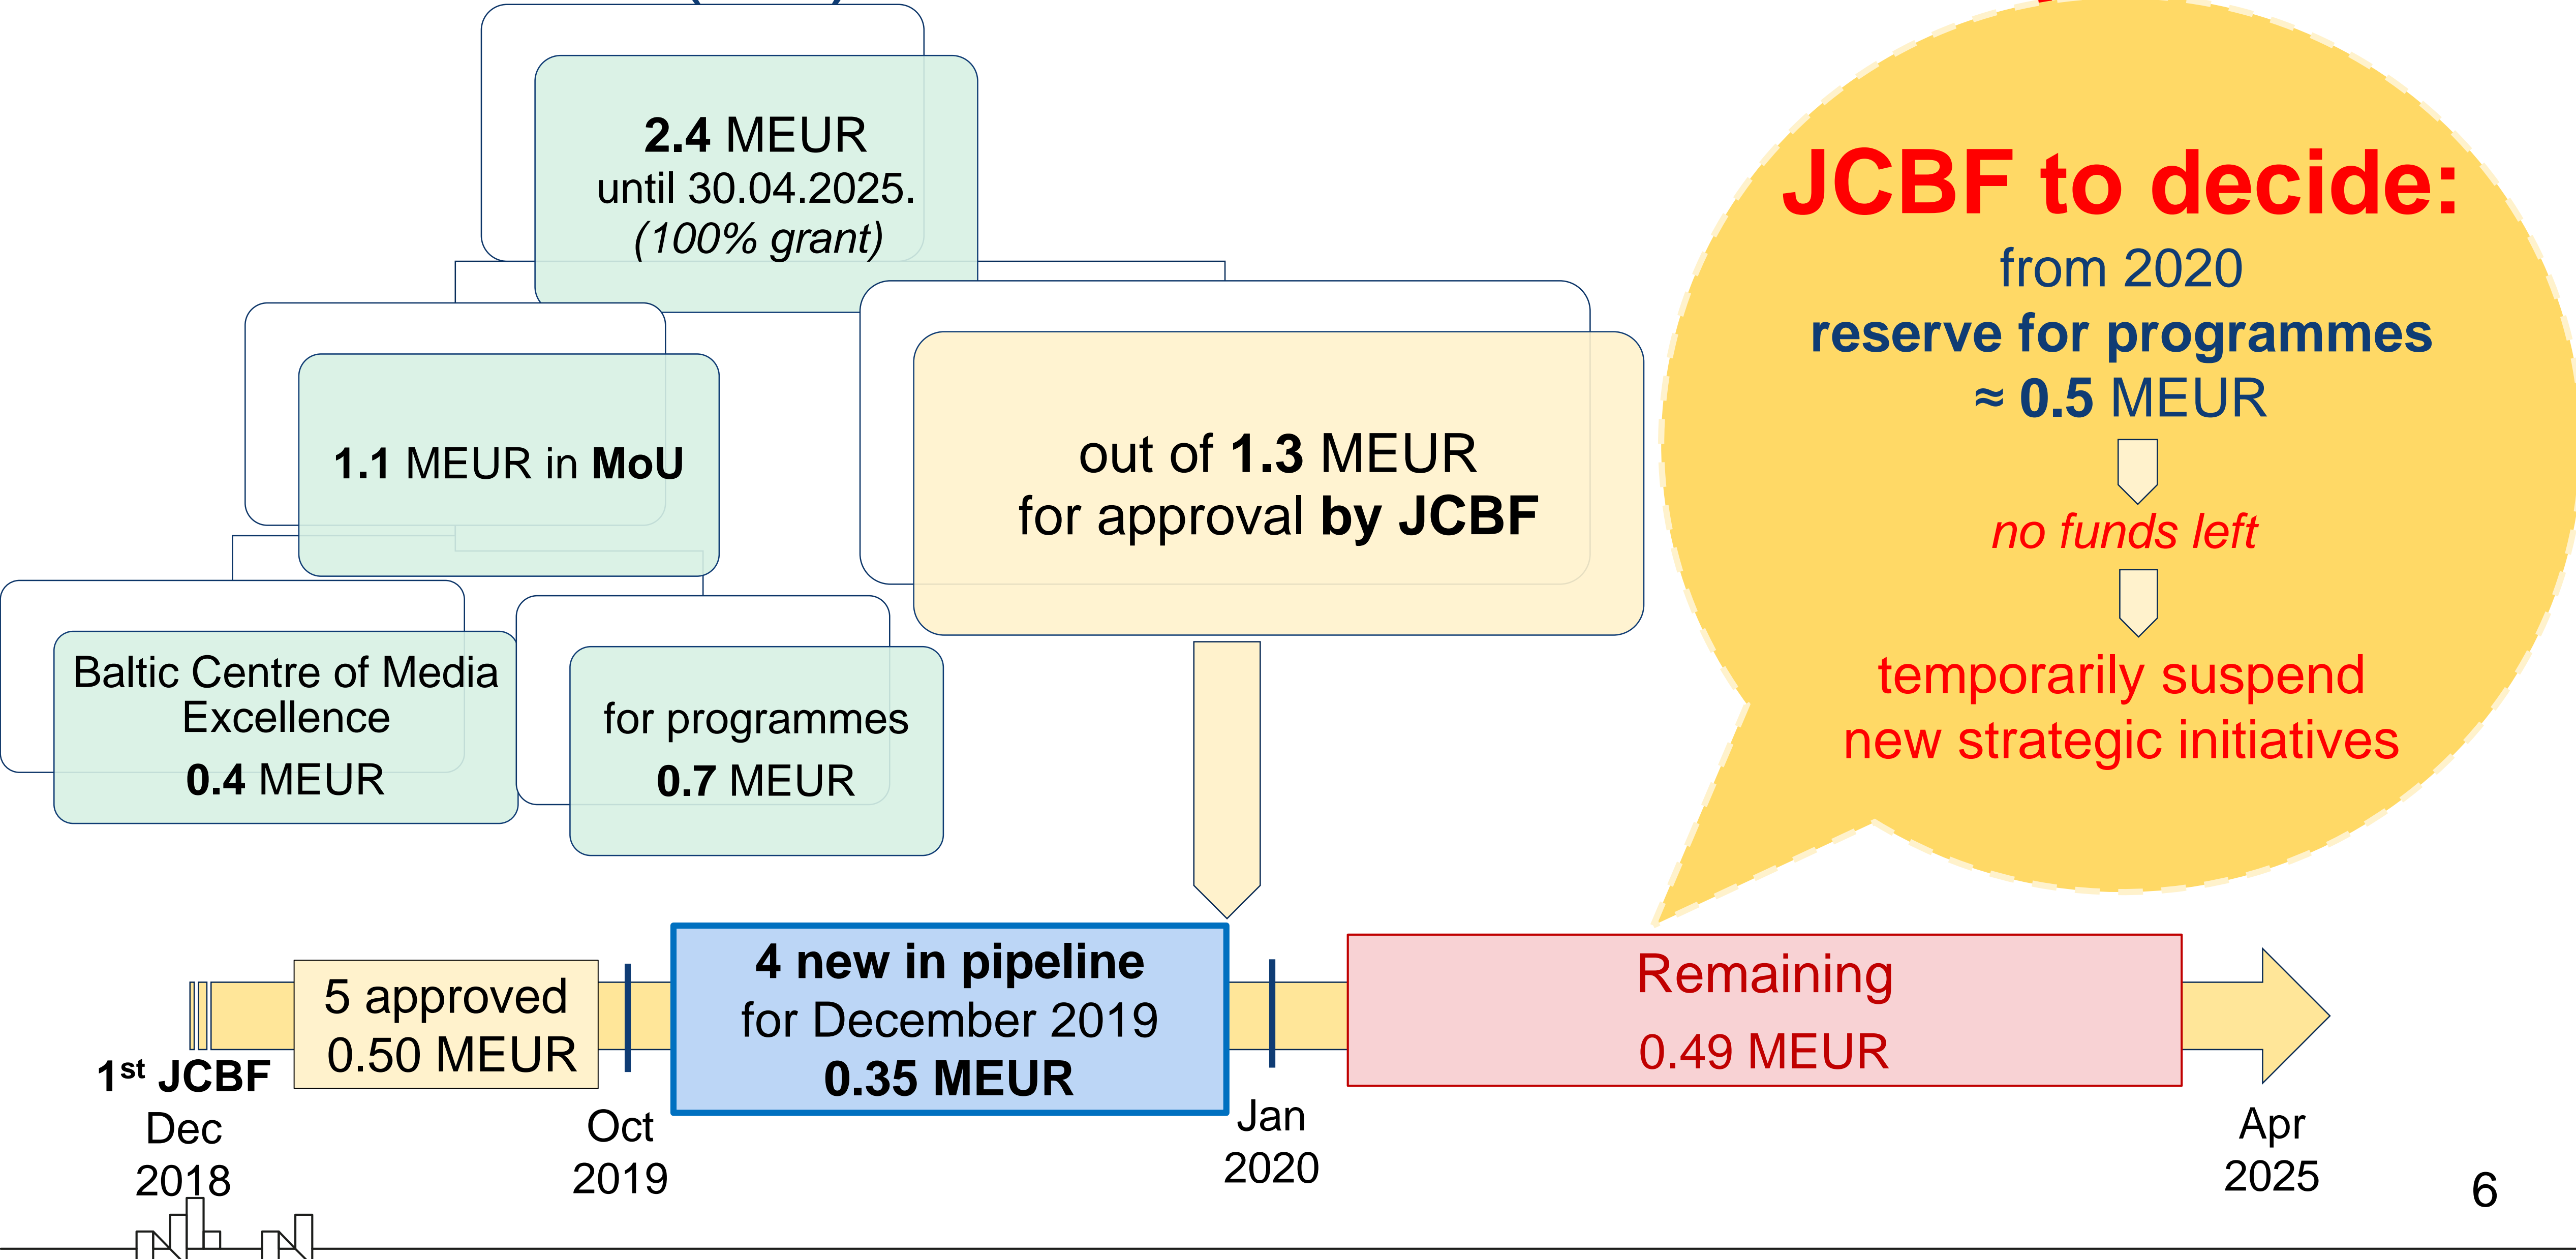 2.4 MEUR
until 30.04.2025.
(100% grant)
1.1 MEUR in MoU
out of 1.3 MEUR
for approval by JCBF
Baltic Centre of Media
Excellence
0.4 MEUR
for programmes
0.7 MEUR
JCBF to decide:
from 2020
reserve for programmes
≈ 0.5 MEUR
no funds left
temporarily suspend
new strategic initiatives
5 approved
0.50 MEUR
4 new in pipeline
for December 2019
0.35 MEUR
Remaining
0.49 MEUR
1st JCBF
Dec
2018
Oct
2019
Jan
2020
Apr
2025
6